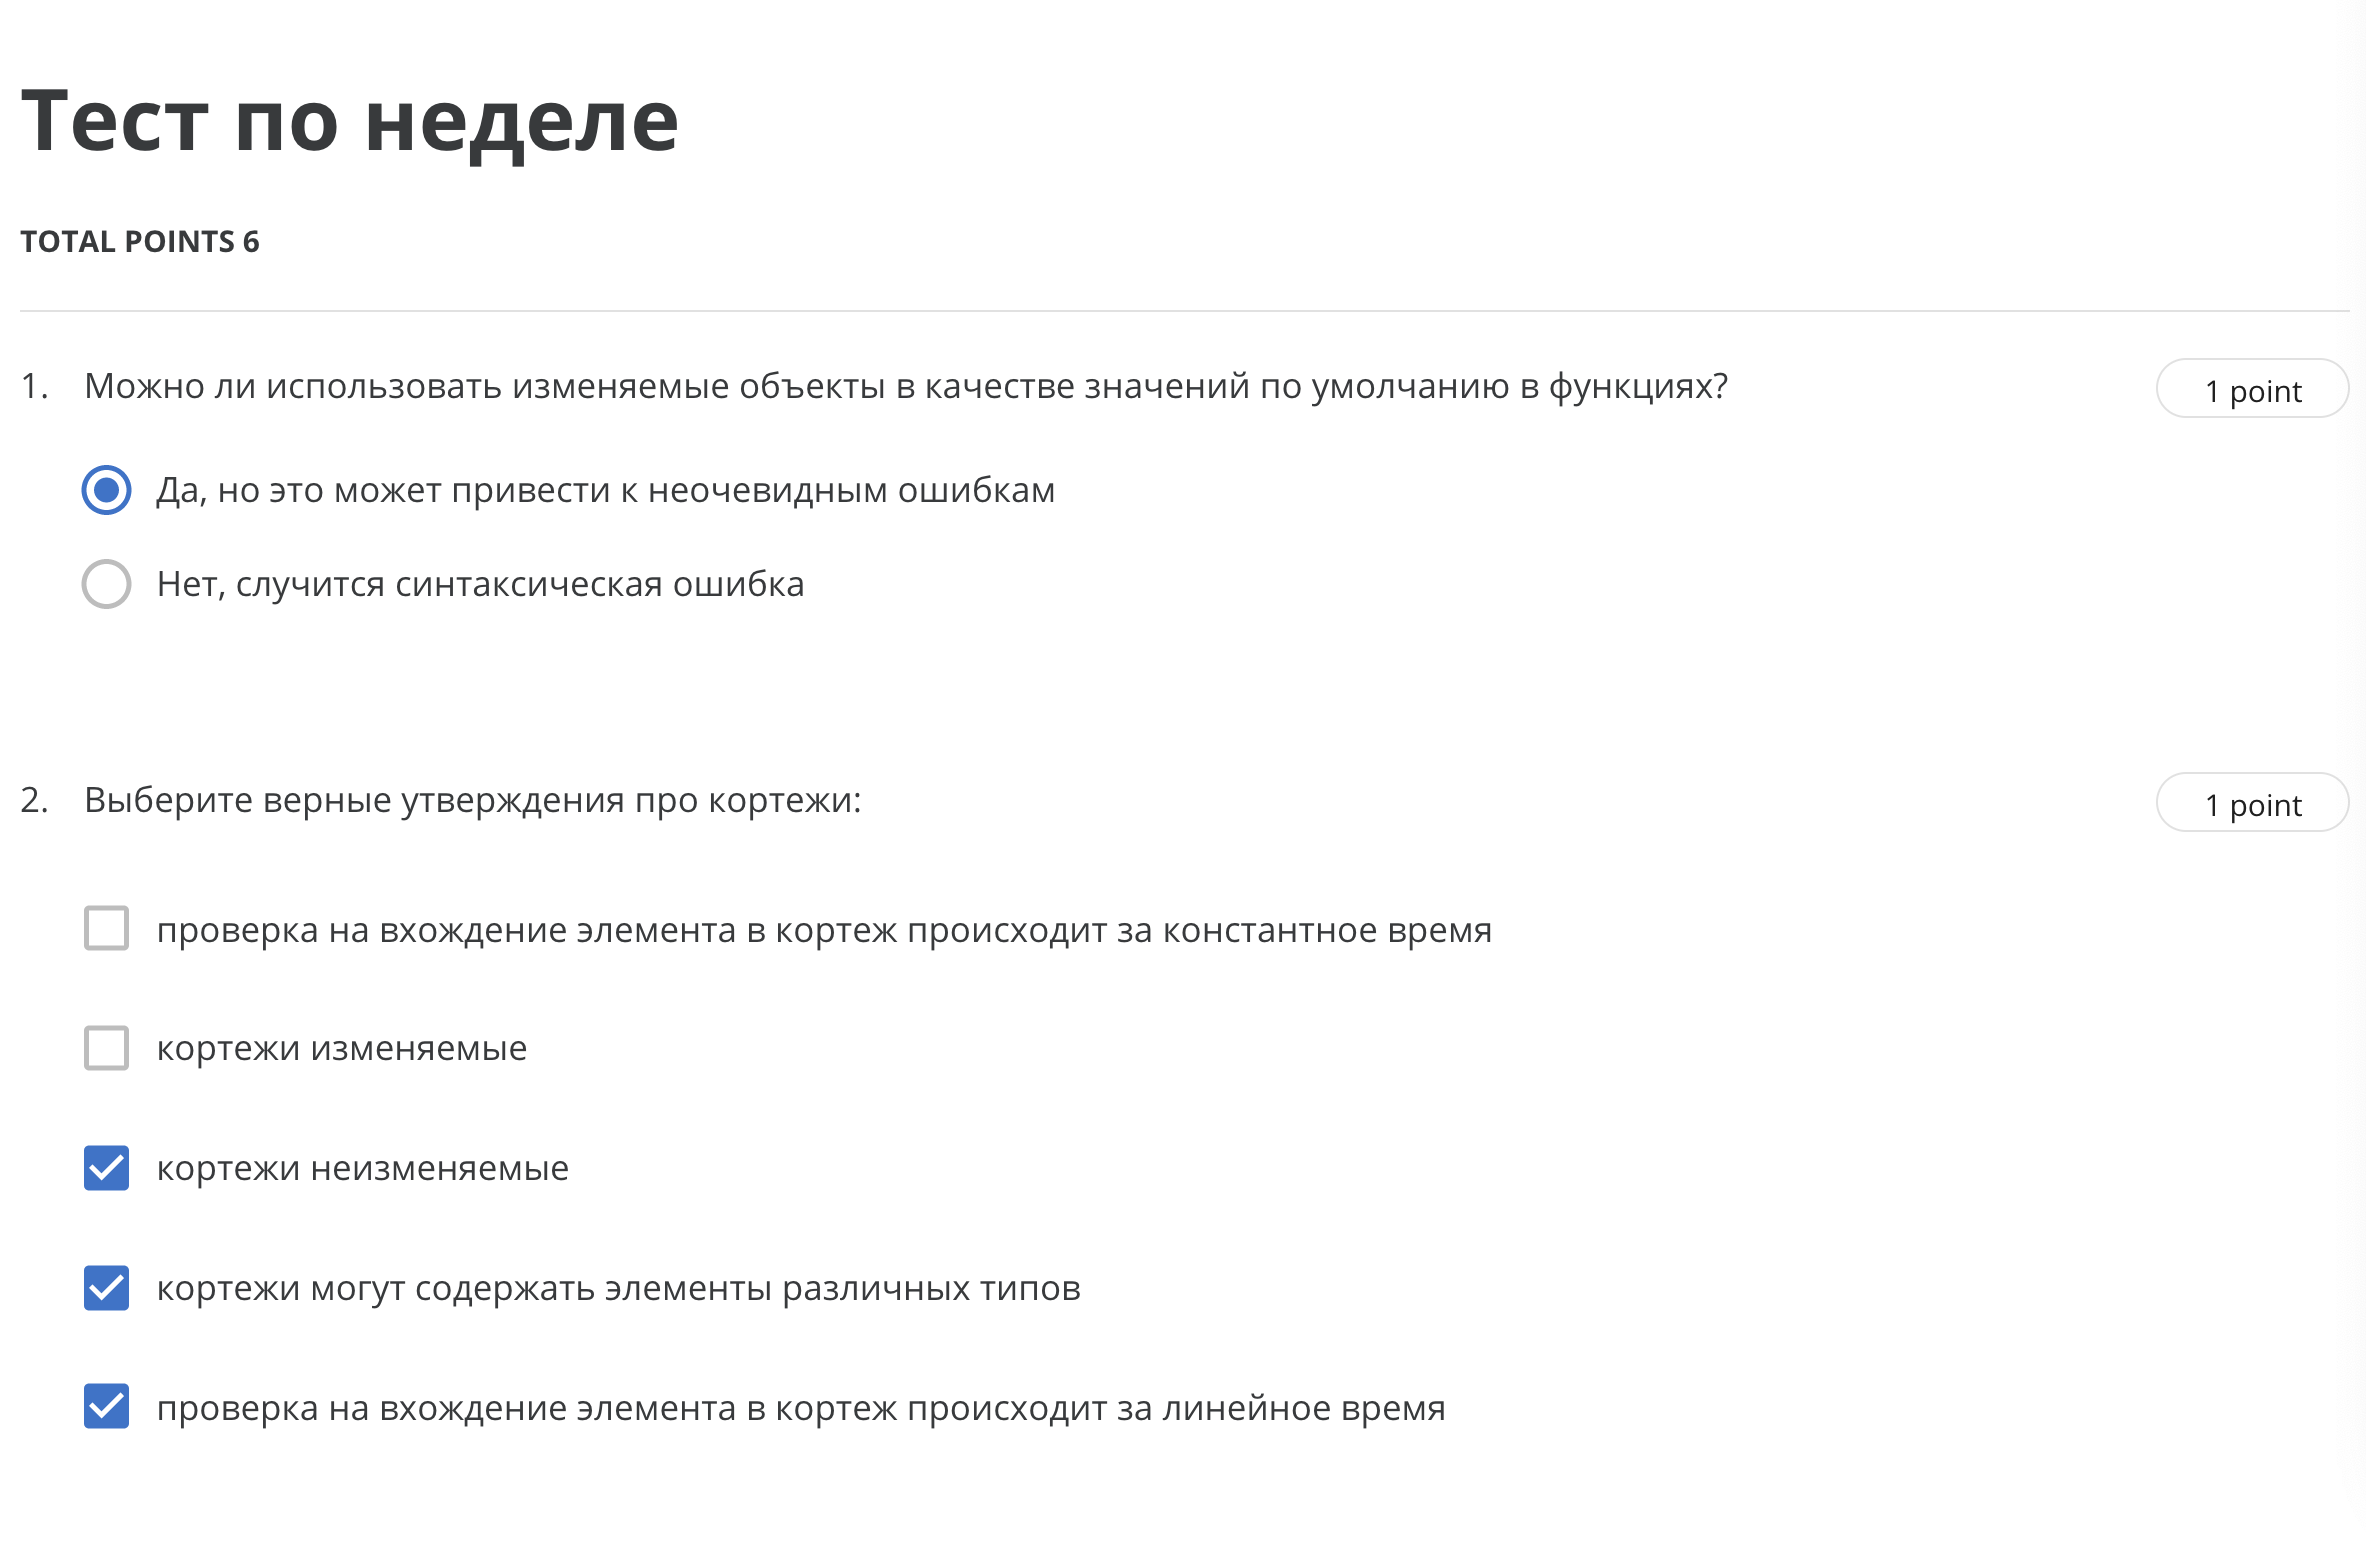 Тест по неделе
TOTAL POINTS 6
1. Можно ли использовать изменяемые объекты в качестве значений по умолчанию в функциях? 1 point
Да, но это может привести к неочевидным ошибкам
Нет, случится синтаксическая ошибка
2. Выберите верные утверждения про кортежи: 1 point
проверка на вхождение элемента в кортеж происходит за константное время
кортежи изменяемые
кортежи неизменяемые
кортежи могут содержать элементы различных типов
проверка на вхождение элемента в кортеж происходит за линейное время